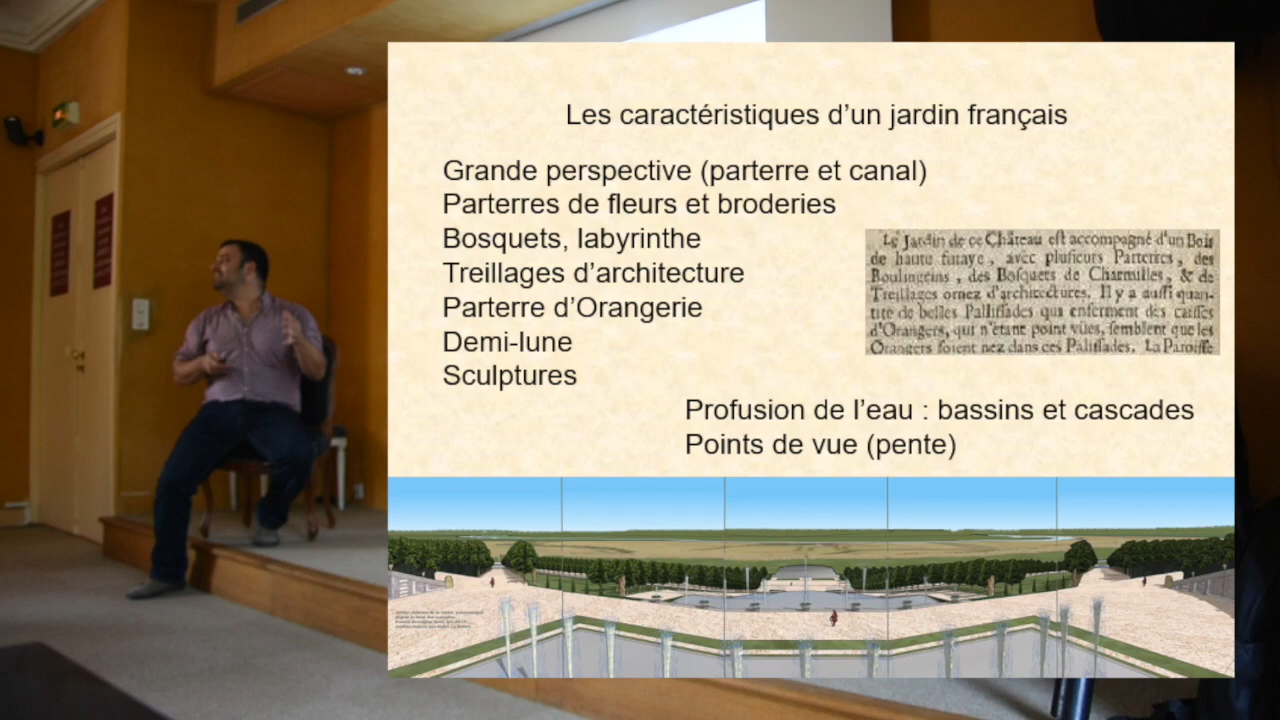 Les caractéristiques d’un jardin français
Grande perspective (parterre et canal)
Parterres de fleurs et broderies
Bosquets, labyrinthe
Treillages d’architecture
Parterre d’Orangerie
Demi-lune
Sculptures
Le Jardin de ce Château est accompagné d'un Bois
de haute futaye, avec plusieurs Parterres, des
Boulingrins, des Bosquets de Charmilles, & de
Treillages ornez d'architectures. Il y a aussi quan-
tité de belles Pallissades qui enferment des caisses
d'Orangers, qui n'étant point vûes, semblent que les
Orangers soient nez dans ces Palissades. La Paroisse
Profusion de l’eau : bassins et cascades
Points de vue (pente)